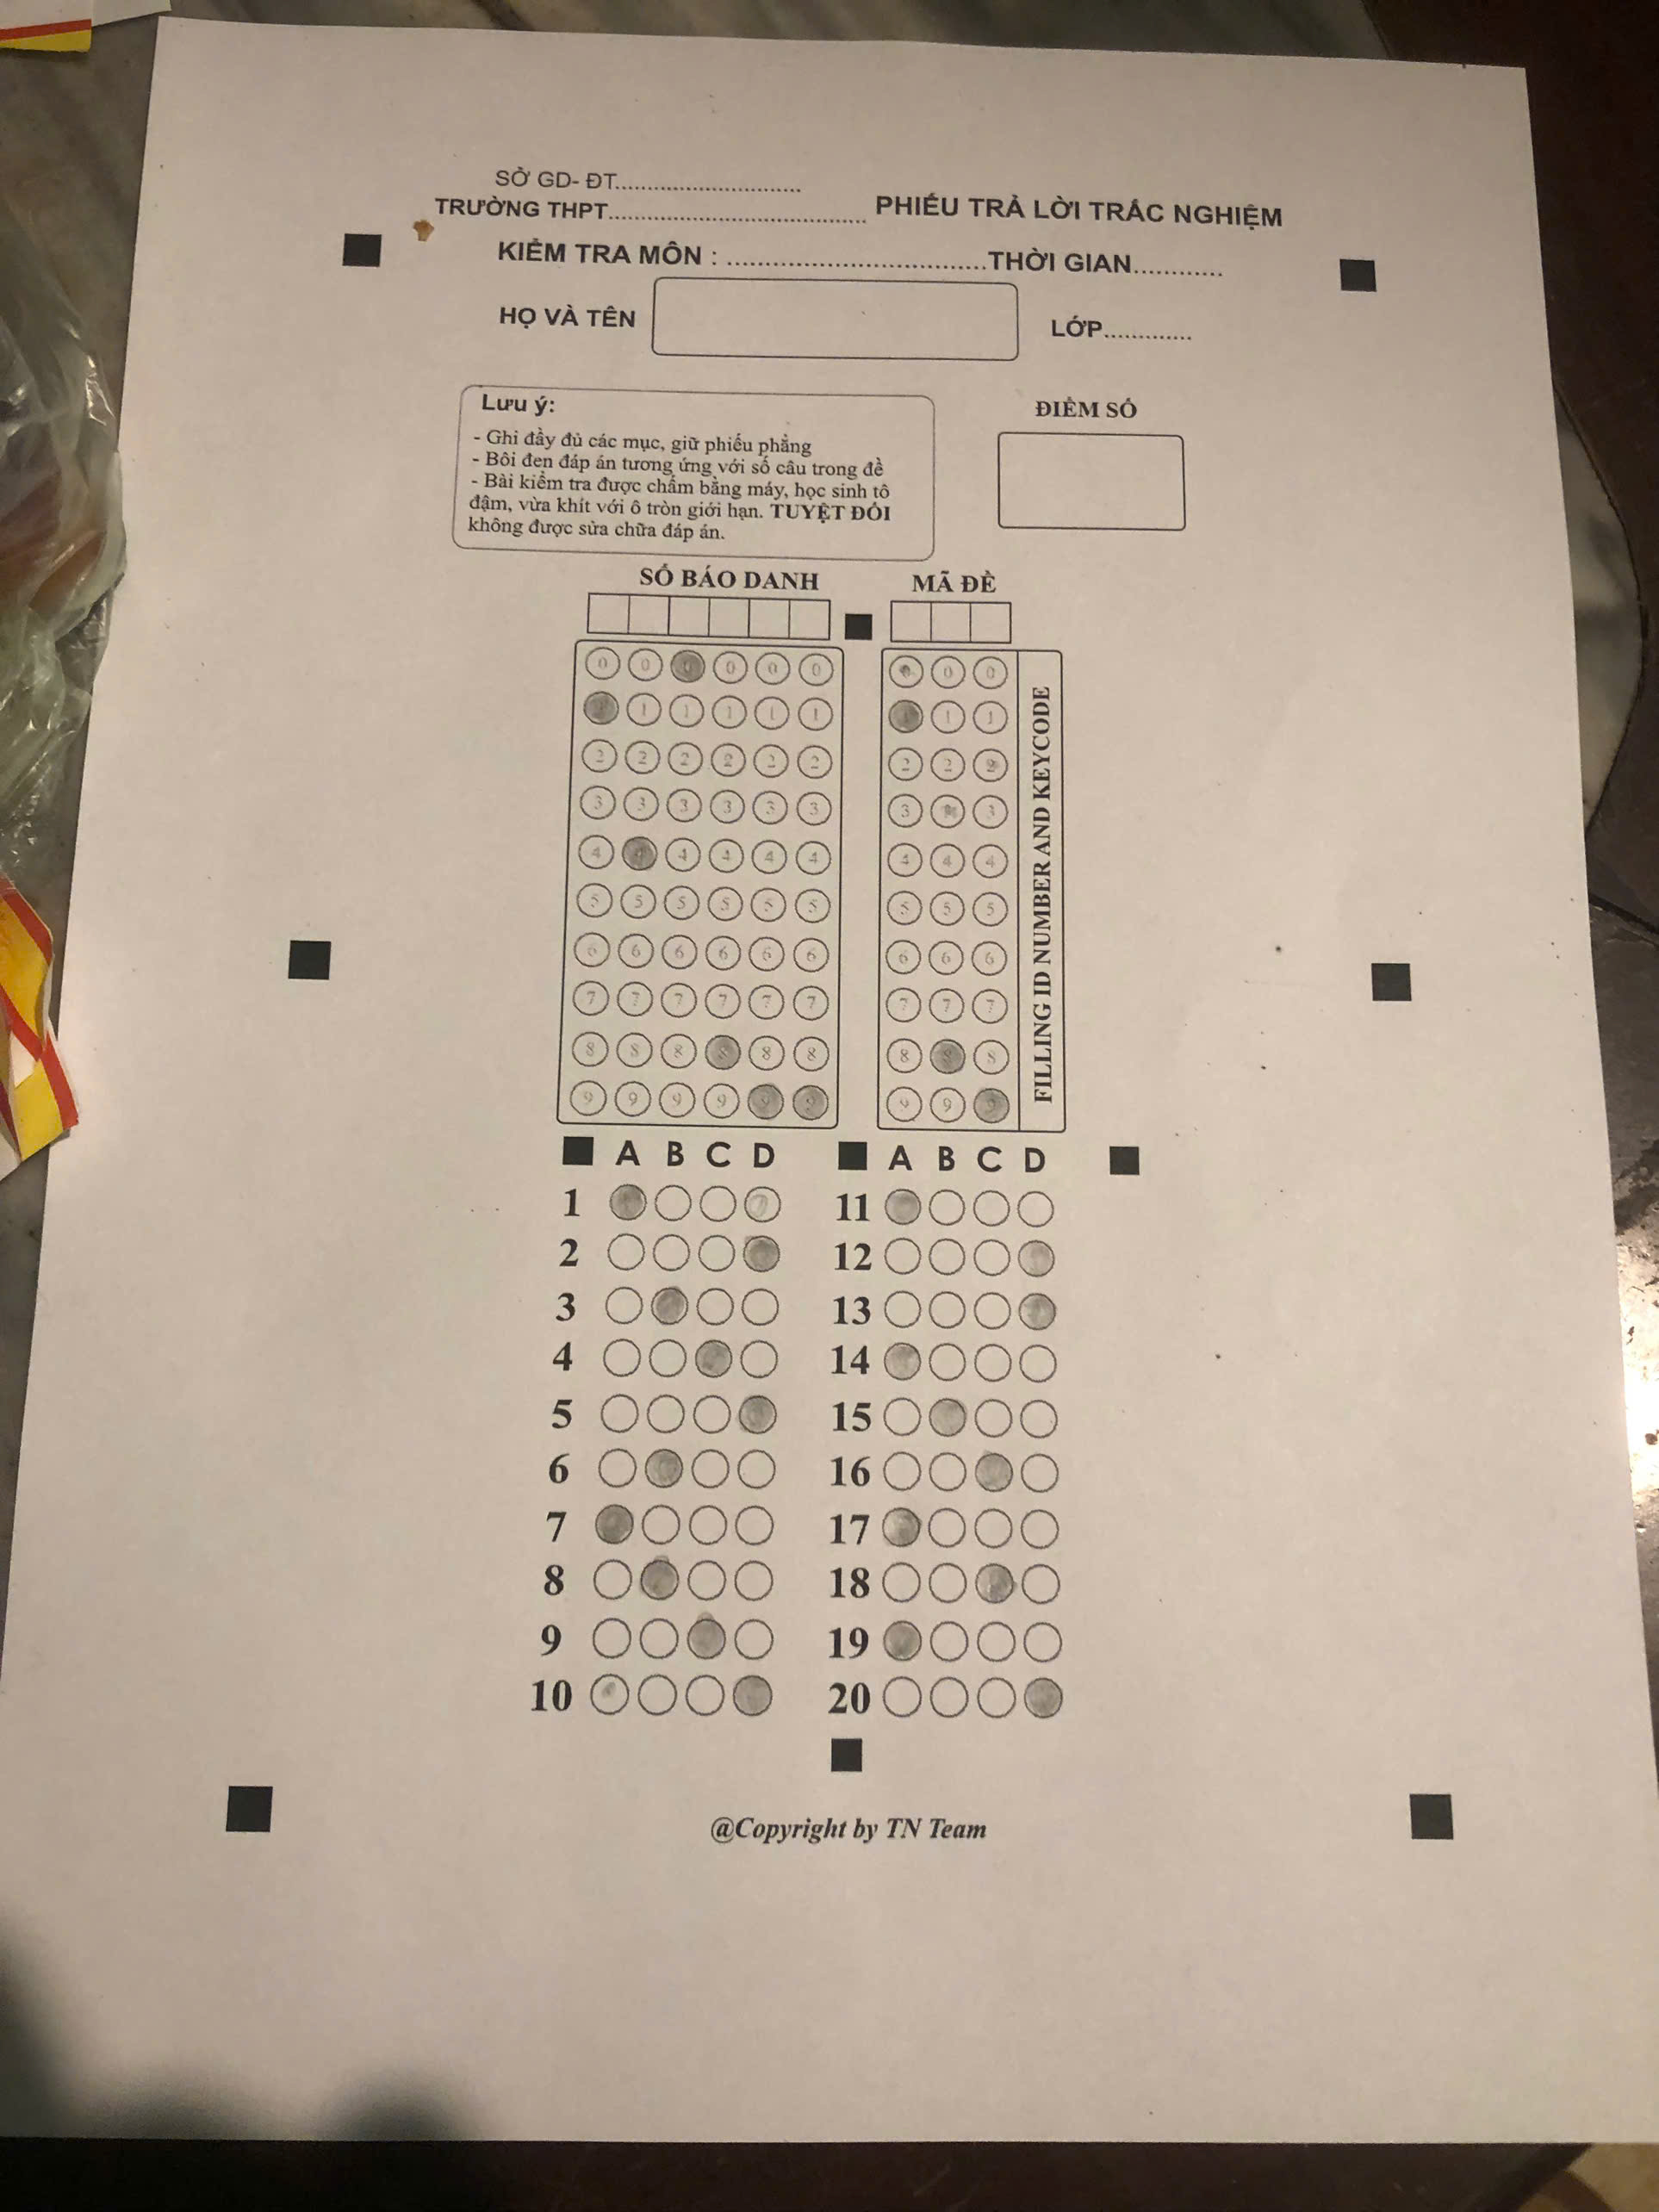 SỞ GD- ĐT..............................
TRƯỜNG THPT.......................................... PHIẾU TRẢ LỜI TRẮC NGHIỆM
KIỂM TRA MÔN : ..................................THỜI GIAN............
HỌ VÀ TÊN
LỚP.............
Lưu ý:
- Ghi đầy đủ các mục, giữ phiếu phẳng
- Bôi đen đáp án tương ứng với số câu trong đề
- Bài kiểm tra được chấm bằng máy, học sinh tô
đậm, vừa khít với ô tròn giới hạn. TUYỆT ĐỐI
không được sửa chữa đáp án.
ĐIỂM SỐ
SỐ BÁO DANH MÃ ĐỀ
0 0 0 0 0 0 0 0
1 1 1 1 1 1 1 1
2 2 2 2 2 2 2 2 2
3 3 3 3 3 3 3 3
4 4 4 4 4 4 4 4 4
5 5 5 5 5 5 5 5 5
6 6 6 6 6 6 6 6 6
7 7 7 7 7 7 7 7 7
8 8 8 8 8 8 8 8 8
9 9 9 9 9 9 9 9 9
FILLING ID NUMBER AND KEYCODE
A B C D A B C D
1 11
2 12
3 13
4 14
5 15
6 16
7 17
8 18
9 19
10 20
@Copyright by TN Team